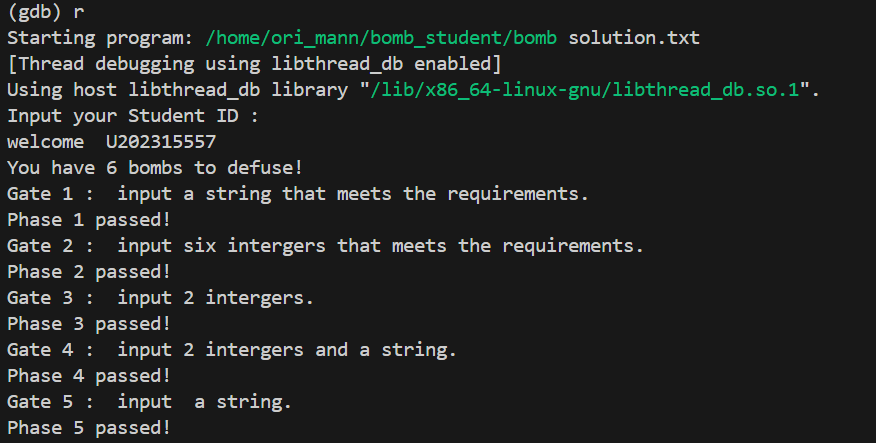 (gdb) r
Starting program: /home/ori_mann/bomb_student/bomb solution.txt
[Thread debugging using libthread_db enabled]
Using host libthread_db library "/lib/x86_64-linux-gnu/libthread_db.so.1".
Input your Student ID :
welcome  U202315557
You have 6 bombs to defuse!
Gate 1 :  input a string that meets the requirements.
Phase 1 passed!
Gate 2 :  input six intergers that meets the requirements.
Phase 2 passed!
Gate 3 :  input 2 intergers.
Phase 3 passed!
Gate 4 :  input 2 intergers and a string.
Phase 4 passed!
Gate 5 :  input  a string.
Phase 5 passed!